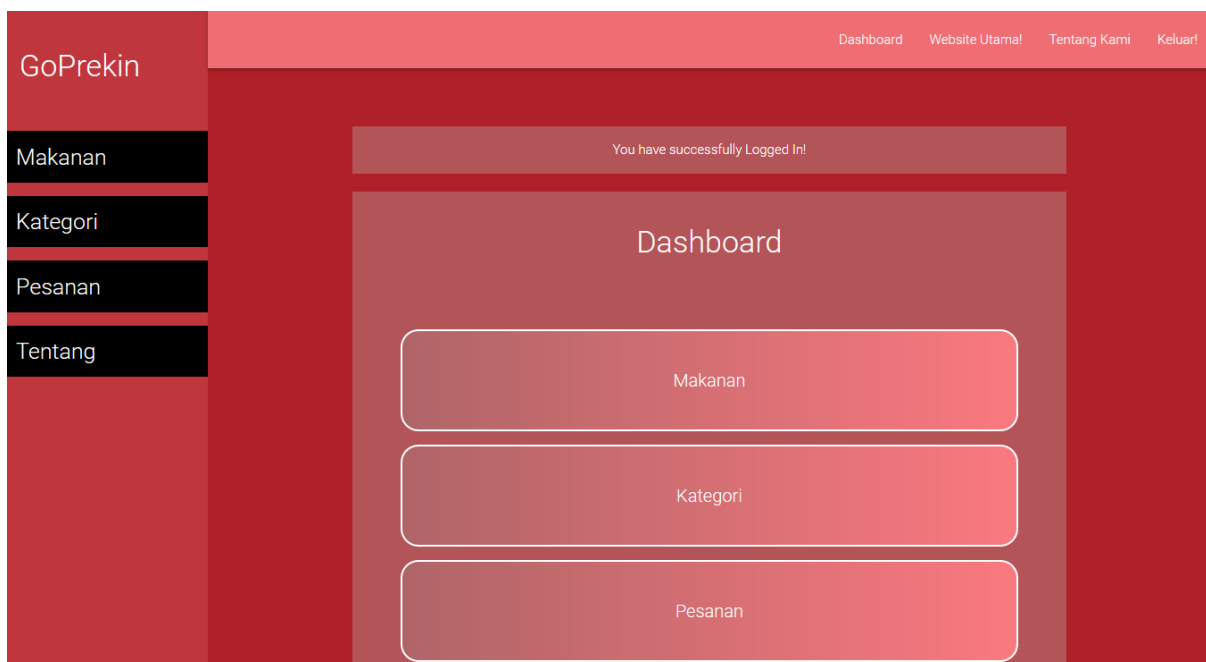 GoPrekin
Makanan
Kategori
Pesanan
Tentang
Dashboard Website Utama! Tentang Kami Keluar!
You have successfully Logged In!
Dashboard
Makanan
Kategori
Pesanan